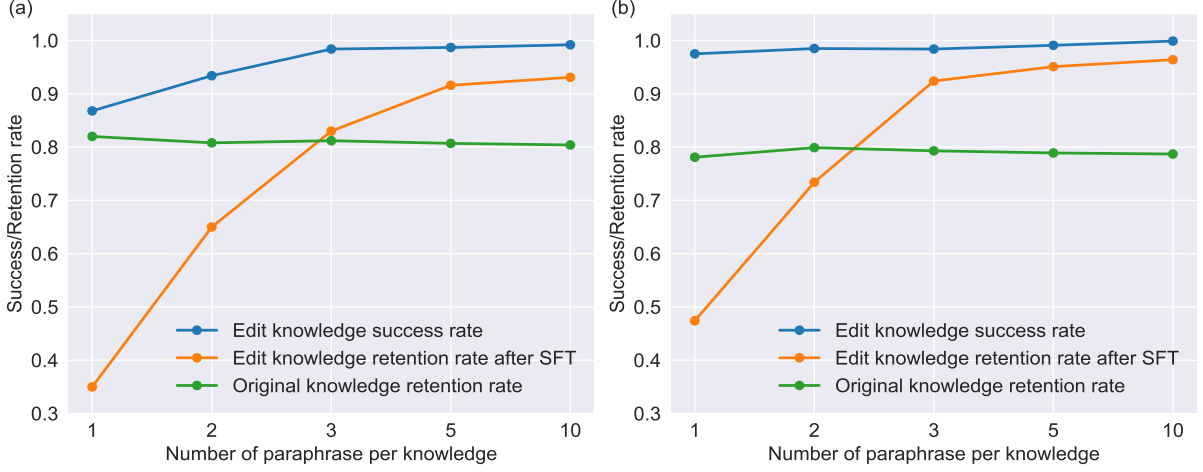 (a)
Success/Retention rate
1.0
0.9
0.8
0.7
0.6
0.5
0.4
0.3
1 2 3 5 10
Number of paraphrase per knowledge
Edit knowledge success rate
Edit knowledge retention rate after SFT
Original knowledge retention rate
(b)
Success/Retention rate
1.0
0.9
0.8
0.7
0.6
0.5
0.4
0.3
1 2 3 5 10
Number of paraphrase per knowledge
Edit knowledge success rate
Edit knowledge retention rate after SFT
Original knowledge retention rate